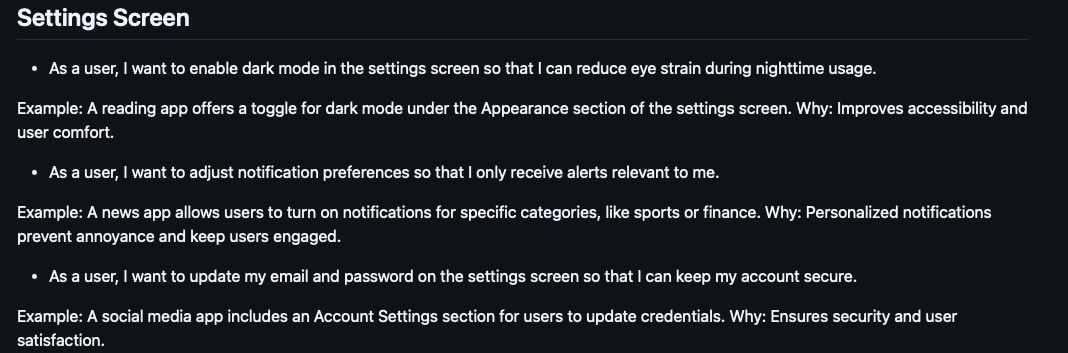 Settings Screen
• As a user, I want to enable dark mode in the settings screen so that I can reduce eye strain during nighttime usage.
Example: A reading app offers a toggle for dark mode under the Appearance section of the settings screen. Why: Improves accessibility and
user comfort.
• As a user, I want to adjust notification preferences so that I only receive alerts relevant to me.
Example: A news app allows users to turn on notifications for specific categories, like sports or finance. Why: Personalized notifications
prevent annoyance and keep users engaged.
• As a user, I want to update my email and password on the settings screen so that I can keep my account secure.
Example: A social media app includes an Account Settings section for users to update credentials. Why: Ensures security and user
satisfaction.